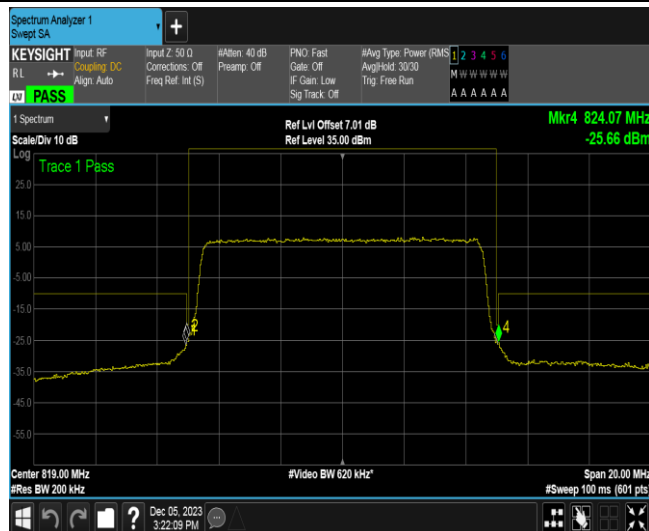 Spectrum Analyzer 1
Swept SA
+
KEYSIGHT
RL
LXI PASS
Input: RF
Coupling: DC
Align: Auto
Input Z: 50 Ω
Corrections: Off
Freq Ref: Int (S)
#Atten: 40 dB
Preamp: Off
PNO: Fast
Gate: Off
IF Gain: Low
Sig Track: Off
#Avg Type: Power (RMS
Avg|Hold: 30/30
Trig: Free Run
1 2 3 4 5 6
M W W W W W
A A A A A A
1 Spectrum
Scale/Div 10 dB
Ref Lvl Offset 7.01 dB
Ref Level 35.00 dBm
Mkr4 824.07 MHz
-25.66 dBm
Log
Trace 1 Pass
25.0
15.0
5.00
-5.00
-15.0
-25.0
-35.0
-45.0
-55.0
2
4
Center 819.00 MHz
#Res BW 200 kHz
#Video BW 620 kHz*
Span 20.00 MHz
#Sweep 100 ms (601 pts)
?
Dec 05, 2023
3:22:09 PM